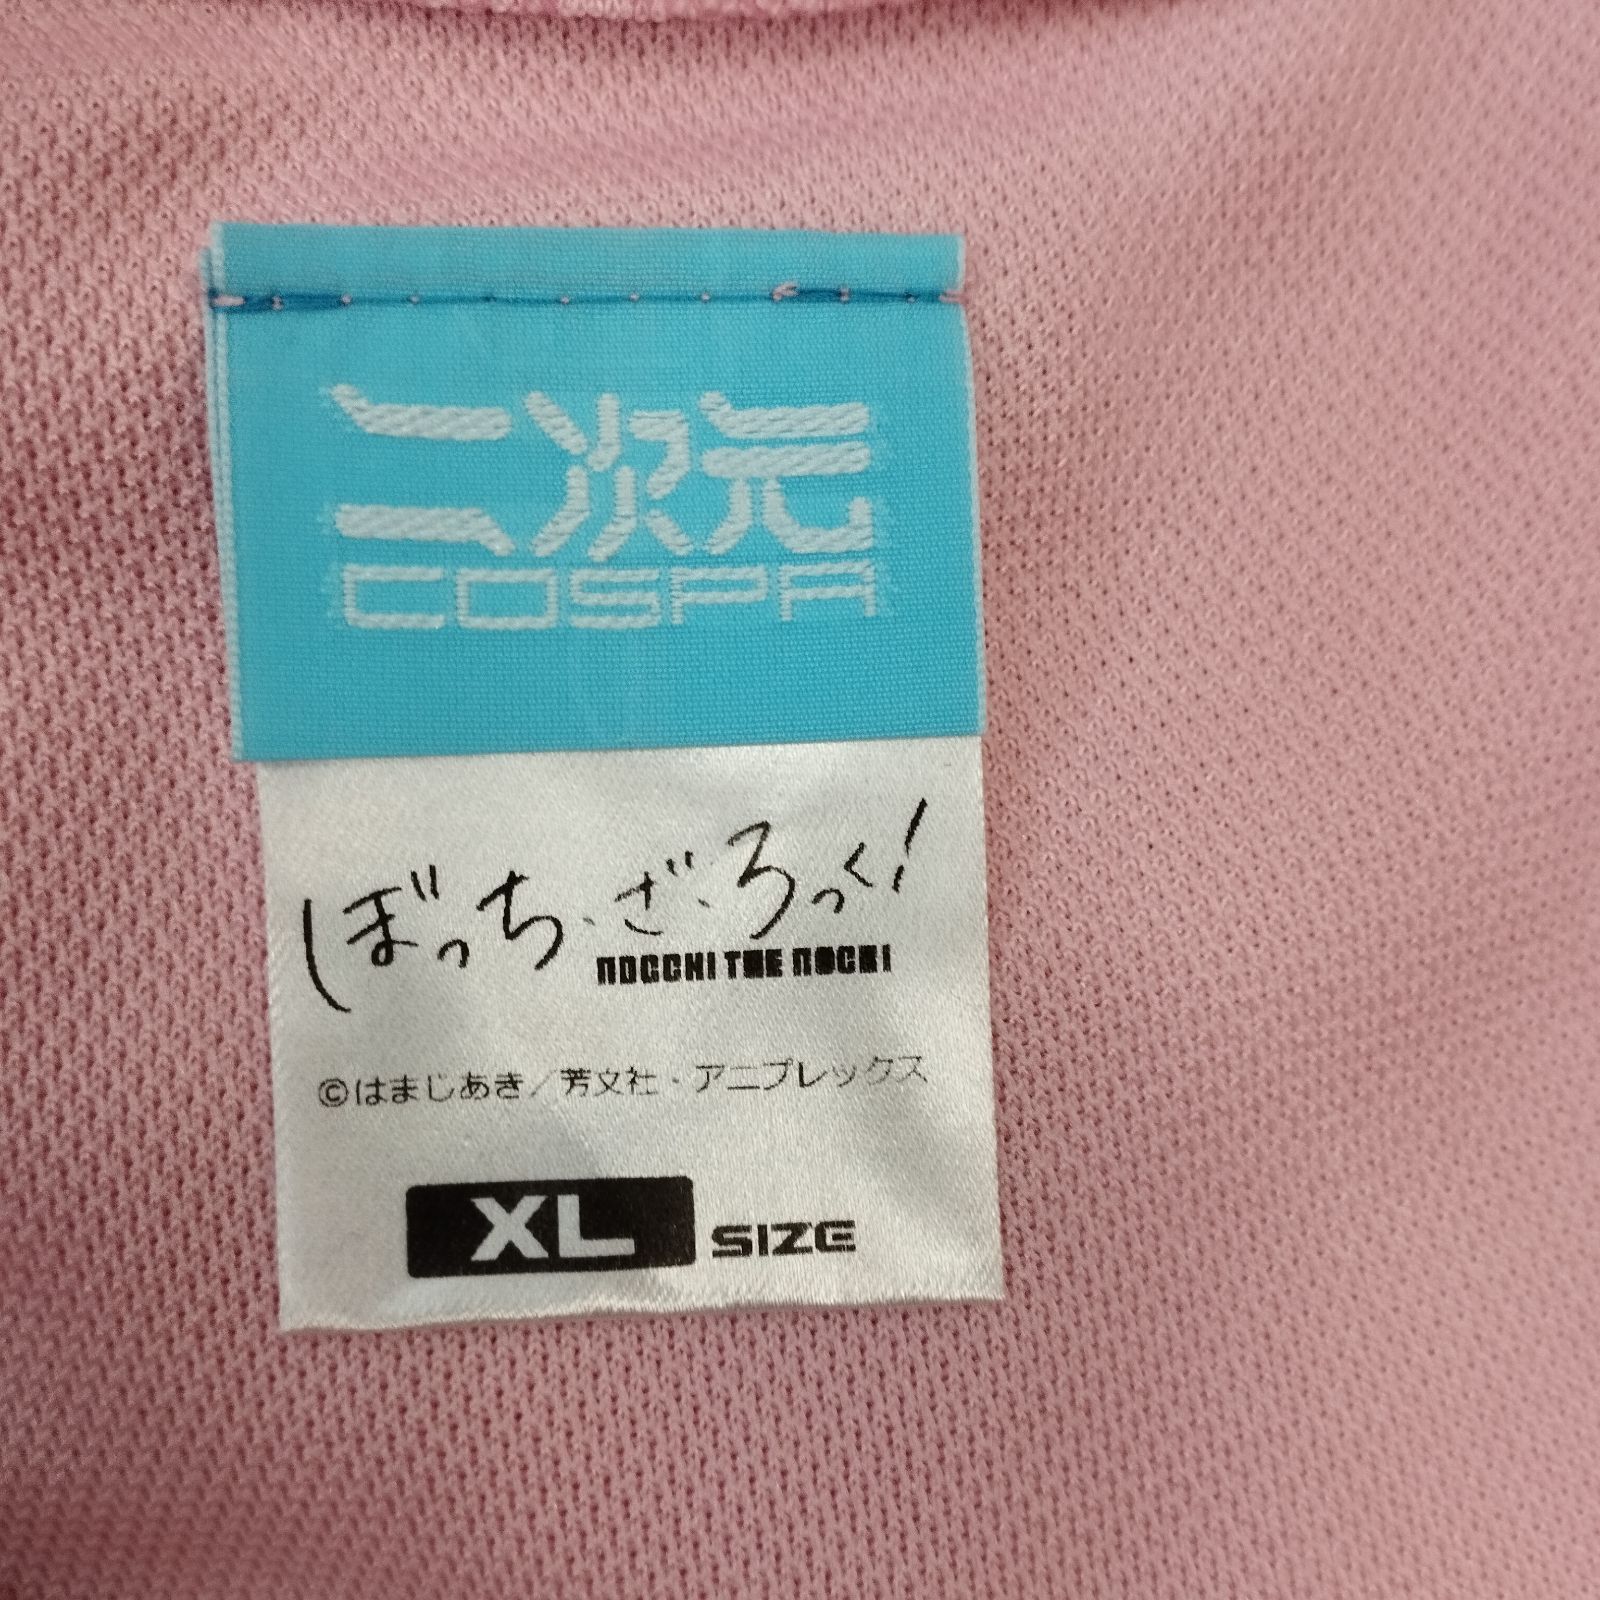 二次元
COSPA
ぼっち・ざ・ろっく!
BOCCHI THE ROCK!
©はまじあき/芳文社・アニプレックス
XL SIZE